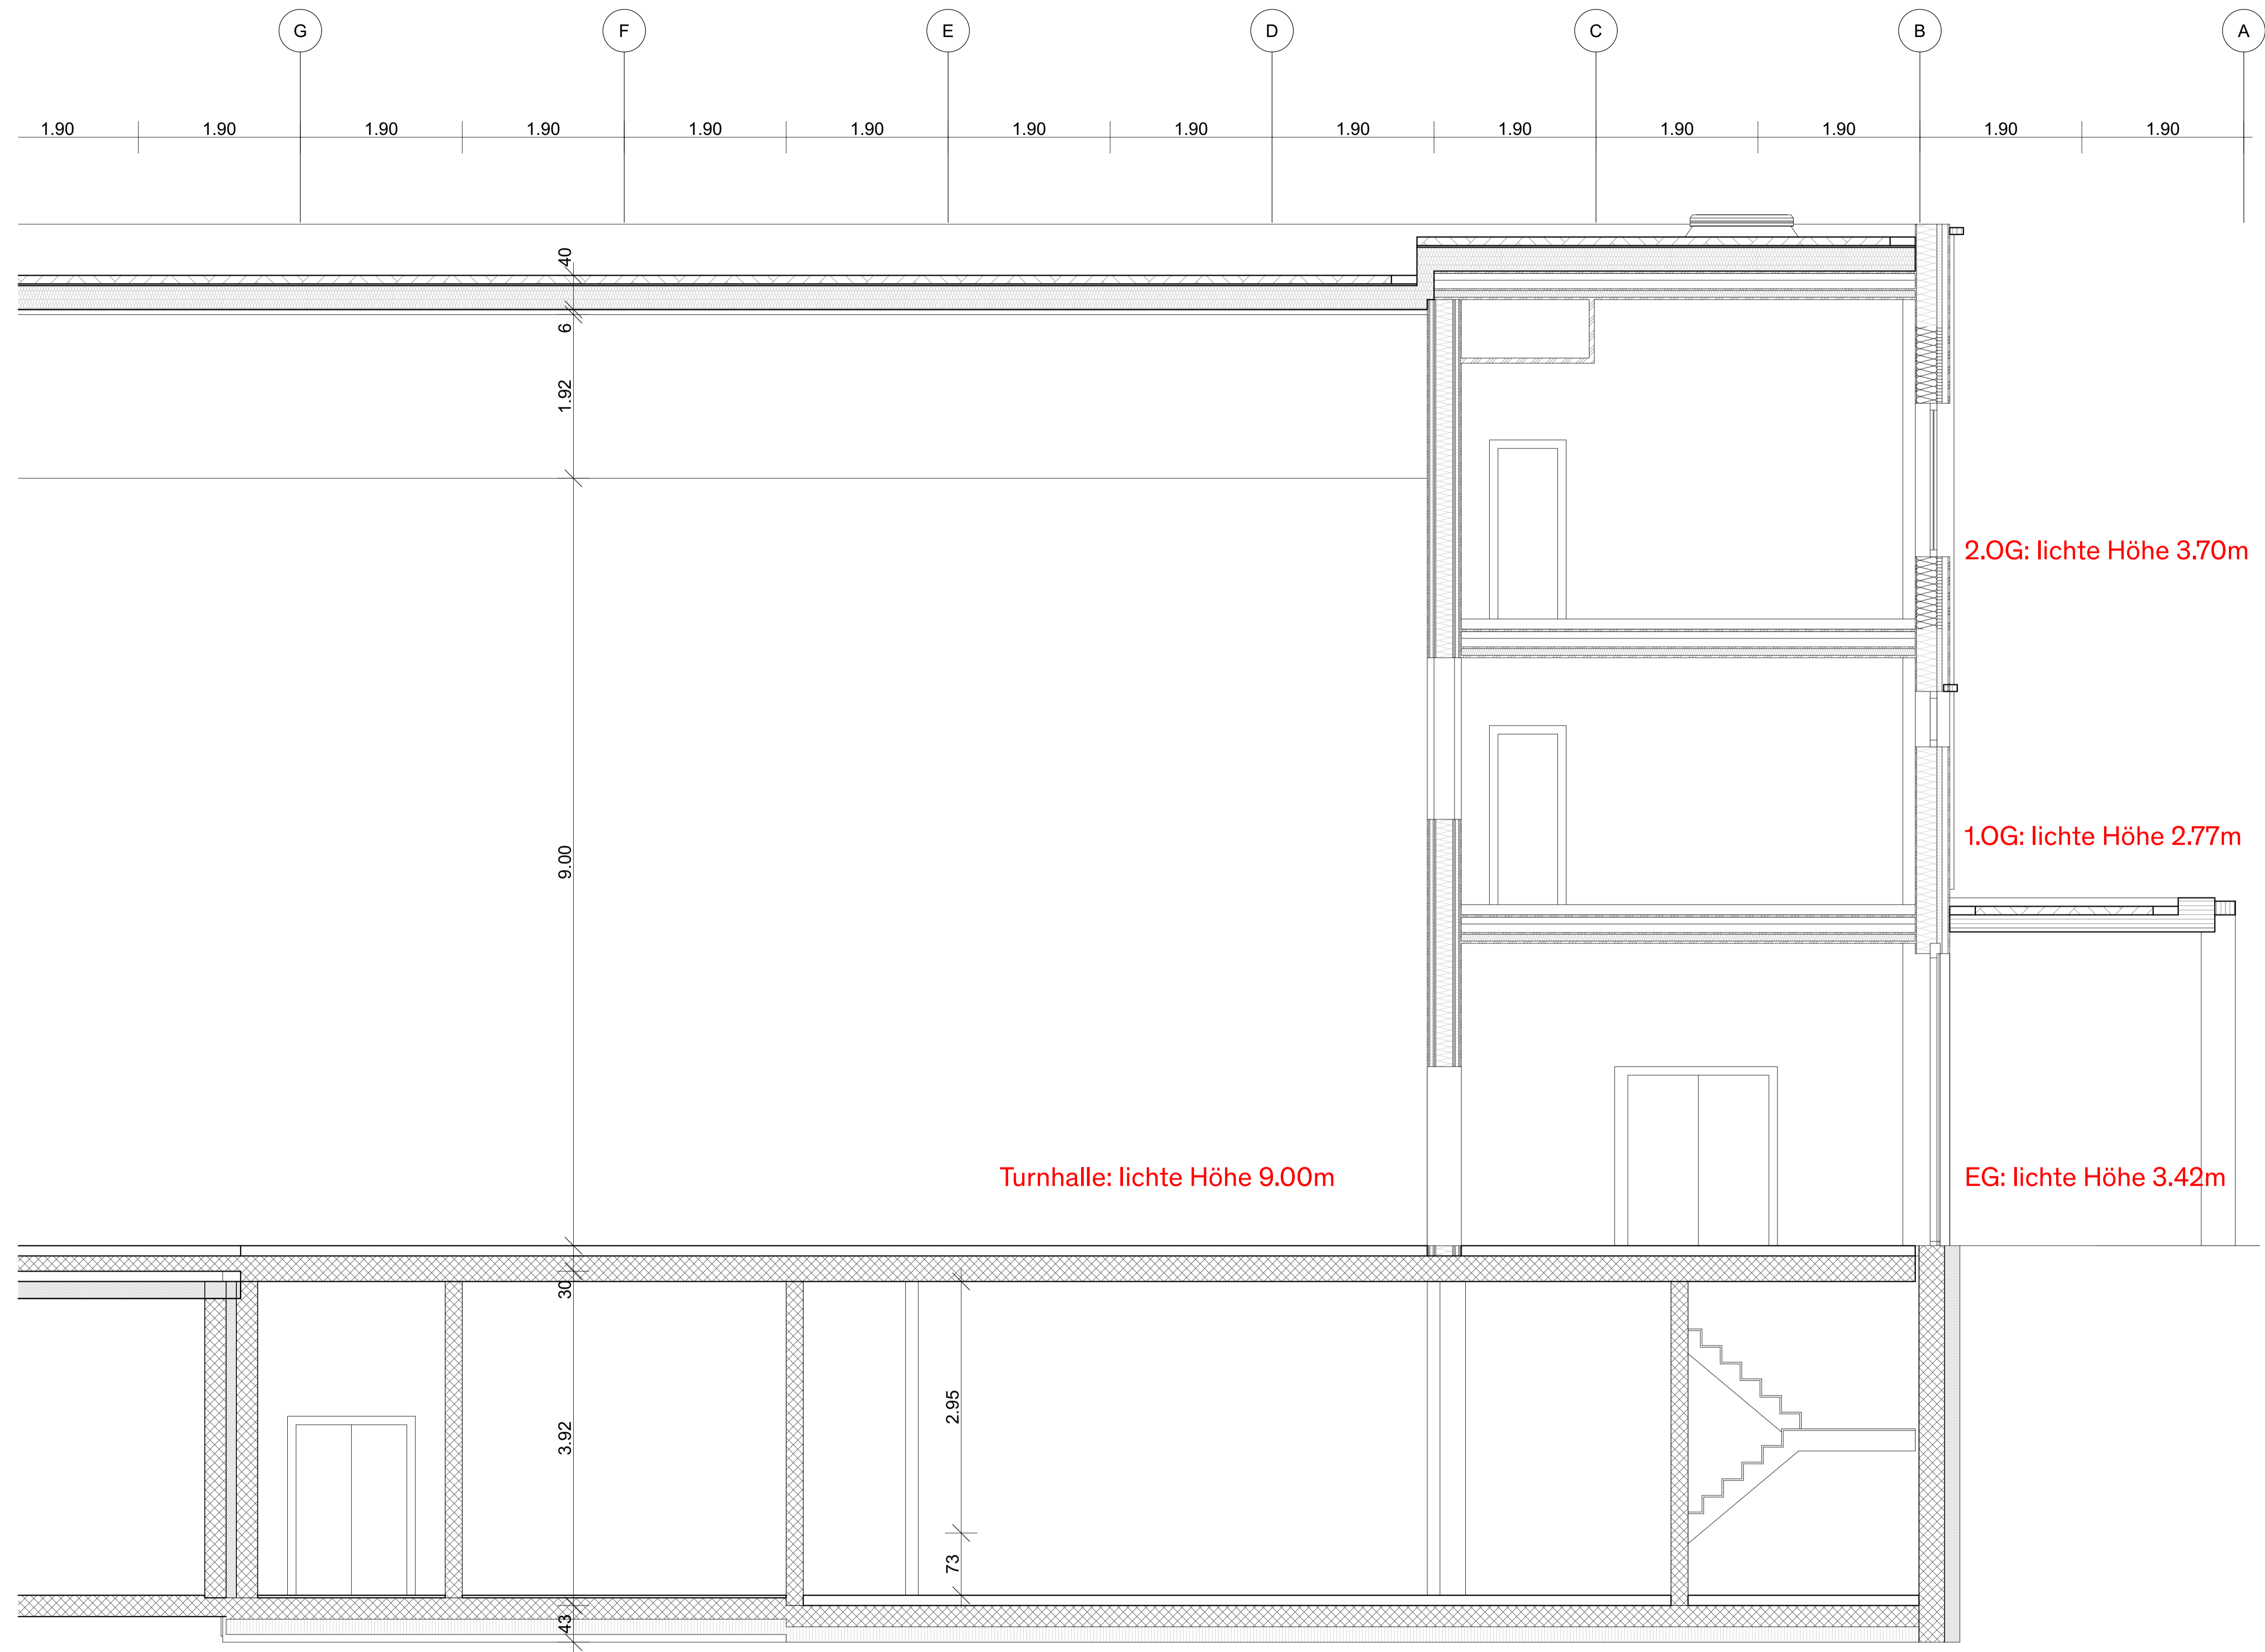 G F E D C B A
1.90 1.90 1.90 1.90 1.90 1.90 1.90 1.90 1.90 1.90 1.90 1.90 1.90 1.90
40
6
1.92
2.OG: lichte Höhe 3.70m
9.00
1.OG: lichte Höhe 2.77m
Turnhalle: lichte Höhe 9.00m
EG: lichte Höhe 3.42m
30
2.95
3.92
73
43